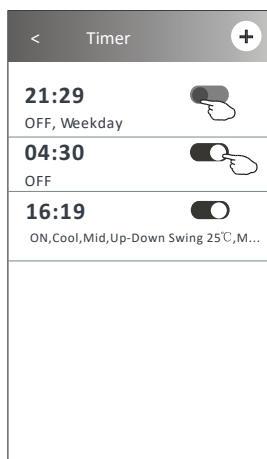 < Timer +
21:29
OFF, Weekday
04:30
OFF
16:19
ON,Cool,Mid,Up-Down Swing 25℃,M...